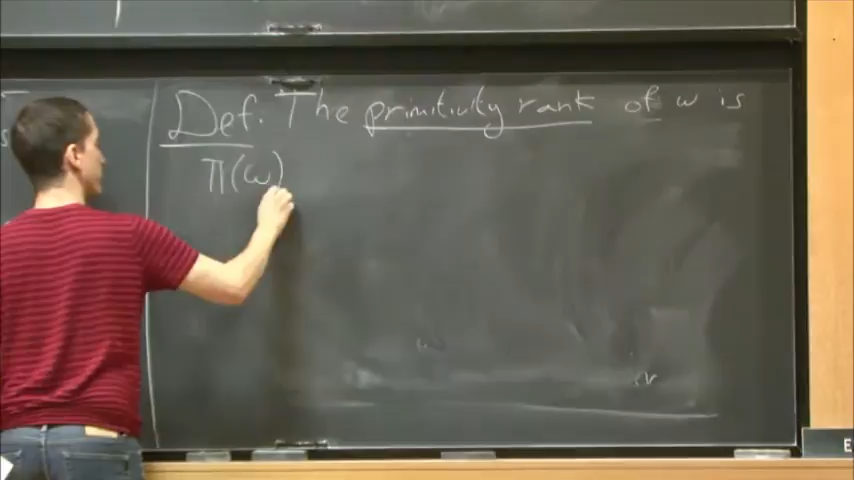 Def. The primitivity rank of w is
π(w)